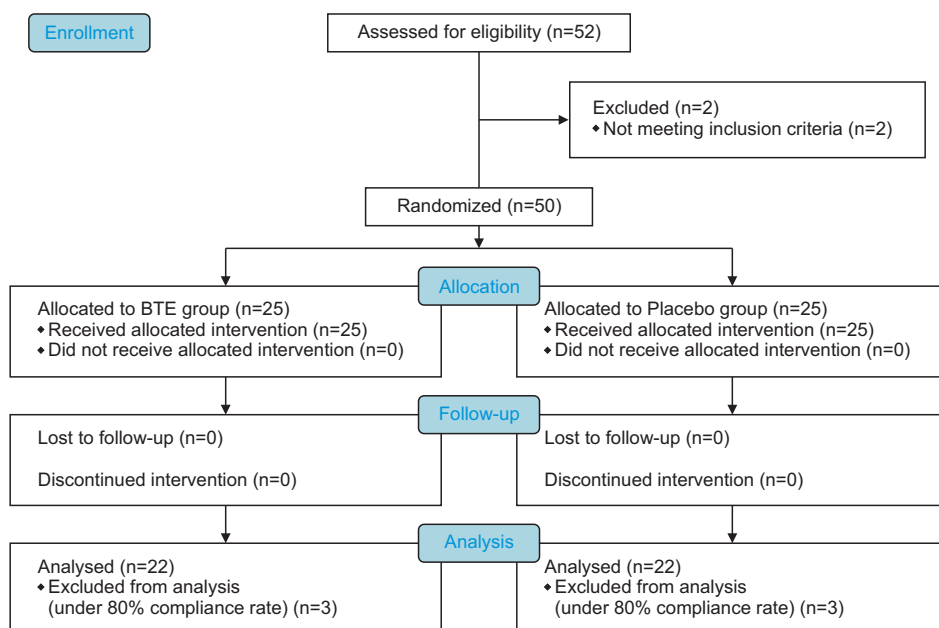 Enrollment
Assessed for eligibility (n=52)
Excluded (n=2)
◆ Not meeting inclusion criteria (n=2)
Randomized (n=50)
Allocation
Allocated to BTE group (n=25)
◆ Received allocated intervention (n=25)
◆ Did not receive allocated intervention (n=0)
Allocated to Placebo group (n=25)
◆ Received allocated intervention (n=25)
◆ Did not receive allocated intervention (n=0)
Follow-up
Lost to follow-up (n=0)
Discontinued intervention (n=0)
Lost to follow-up (n=0)
Discontinued intervention (n=0)
Analysis
Analysed (n=22)
◆ Excluded from analysis
(under 80% compliance rate) (n=3)
Analysed (n=22)
◆ Excluded from analysis
(under 80% compliance rate) (n=3)